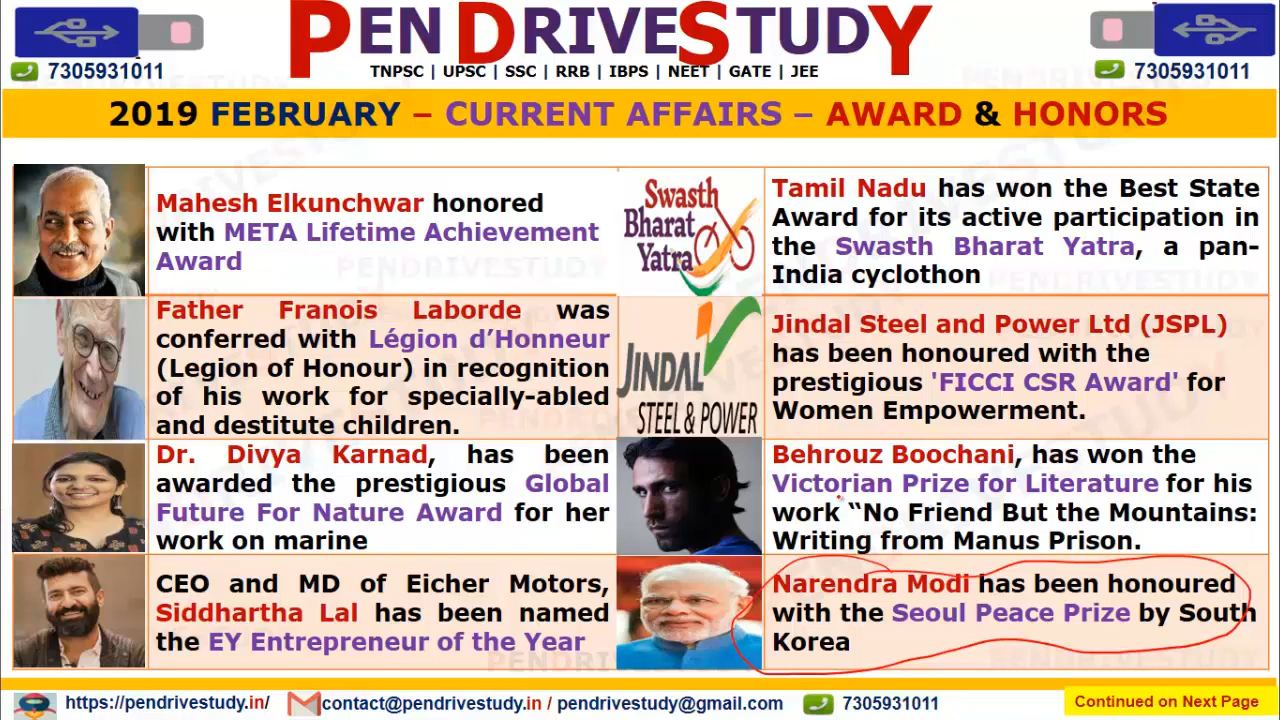 PENDRIVESTUDY
7305931011
TNPSC | UPSC | SSC | RRB | IBPS | NEET | GATE | JEE
7305931011
2019 FEBRUARY – CURRENT AFFAIRS – AWARD & HONORS
Mahesh Elkunchwar honored
with META Lifetime Achievement
Award
Swasth
Bharat
Yatra
Tamil Nadu has won the Best State
Award for its active participation in
the Swasth Bharat Yatra, a pan-
India cyclothon
Father Franois Laborde was
conferred with Légion d’Honneur
(Legion of Honour) in recognition
of his work for specially-abled
and destitute children.
JINDAL
STEEL & POWER
Jindal Steel and Power Ltd (JSPL)
has been honoured with the
prestigious 'FICCI CSR Award' for
Women Empowerment.
Dr. Divya Karnad, has been
awarded the prestigious Global
Future For Nature Award for her
work on marine
Behrouz Boochani, has won the
Victorian Prize for Literature for his
work “No Friend But the Mountains:
Writing from Manus Prison.
CEO and MD of Eicher Motors,
Siddhartha Lal has been named
the EY Entrepreneur of the Year
Narendra Modi has been honoured
with the Seoul Peace Prize by South
Korea
https://pendrivestudy.in/
contact@pendrivestudy.in / pendrivestudy@gmail.com
7305931011
Continued on Next Page